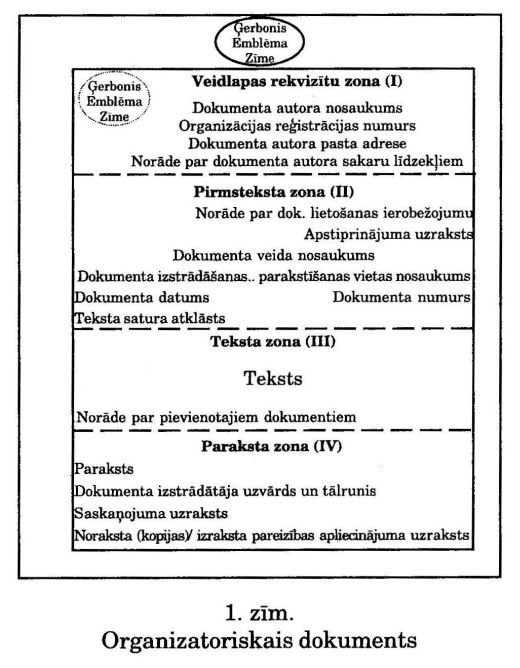 Ģerbonis
Emblēma
Zīme
Ģerbonis
Emblēma
Zīme
Veidlapas rekvizītu zona (I)
Dokumenta autora nosaukums
Organizācijas reģistrācijas numurs
Dokumenta autora pasta adrese
Norāde par dokumenta autora sakaru līdzekļiem
Pirmsteksta zona (II)
Norāde par dok. lietošanas ierobežojumu
Apstiprinājuma uzraksts
Dokumenta veida nosaukums
Dokumenta izstrādāšanas.. parakstīšanas vietas nosaukums
Dokumenta datums Dokumenta numurs
Teksta satura atklāsts
Teksta zona (III)
Teksts
Norāde par pievienotajiem dokumentiem
Paraksta zona (IV)
Paraksts
Dokumenta izstrādātāja uzvārds un tālrunis
Saskaņojuma uzraksts
Noraksta (kopijas)/ izraksta pareizības apliecinājuma uzraksts
1. zīm.
Organizatoriskais dokuments